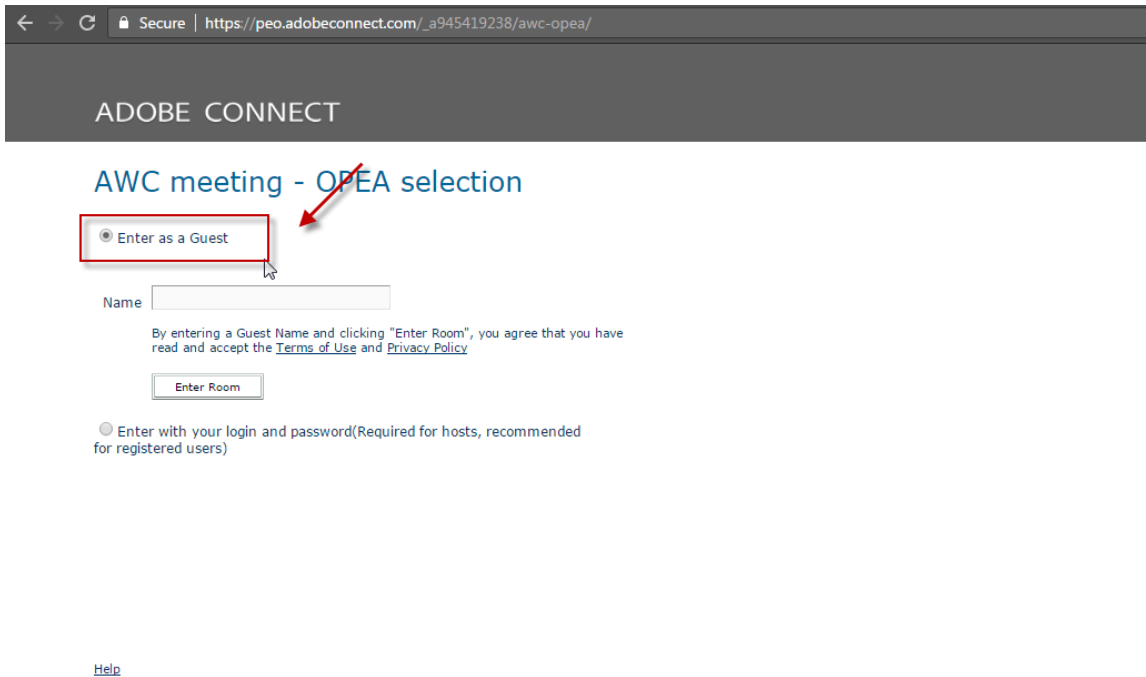 Secure | https://peo.adobeconnect.com/_a945419238/awc-opea/
ADOBE CONNECT
AWC meeting - OPEA selection
Enter as a Guest
Name
By entering a Guest Name and clicking "Enter Room", you agree that you have
read and accept the Terms of Use and Privacy Policy
Enter Room
Enter with your login and password(Required for hosts, recommended
for registered users)
Help